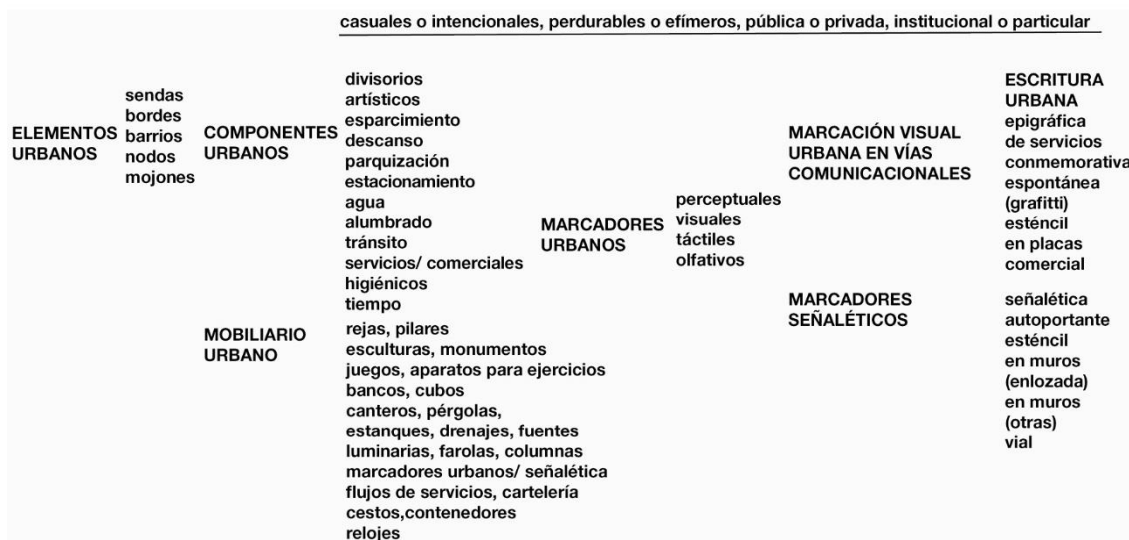 casuales o intencionales, perdurables o efímeros, pública o privada, institucional o particular
ELEMENTOS
URBANOS
sendas
bordes
barrios
nodos
mojones
COMPONENTES
URBANOS
divisorios
artísticos
esparcimiento
descanso
parquización
estacionamiento
agua
alumbrado
tránsito
servicios/ comerciales
higiénicos
tiempo
MOBILIARIO
URBANO
rejas, pilares
esculturas, monumentos
juegos, aparatos para ejercicios
bancos, cubos
canteros, pérgolas,
estanques, drenajes, fuentes
luminarias, farolas, columnas
marcadores urbanos/ señalética
flujos de servicios, cartelería
cestos,contenedores
relojes
MARCADORES
URBANOS
perceptuales
visuales
táctiles
olfativos
MARCACIÓN VISUAL
URBANA EN VÍAS
COMUNICACIONALES
ESCRITURA
URBANA
epigráfica
de servicios
conmemorativa
espontánea
(grafitti)
esténcil
en placas
comercial
MARCADORES
SEÑALÉTICOS
señalética
autoportante
esténcil
en muros
(enlozada)
en muros
(otras)
vial